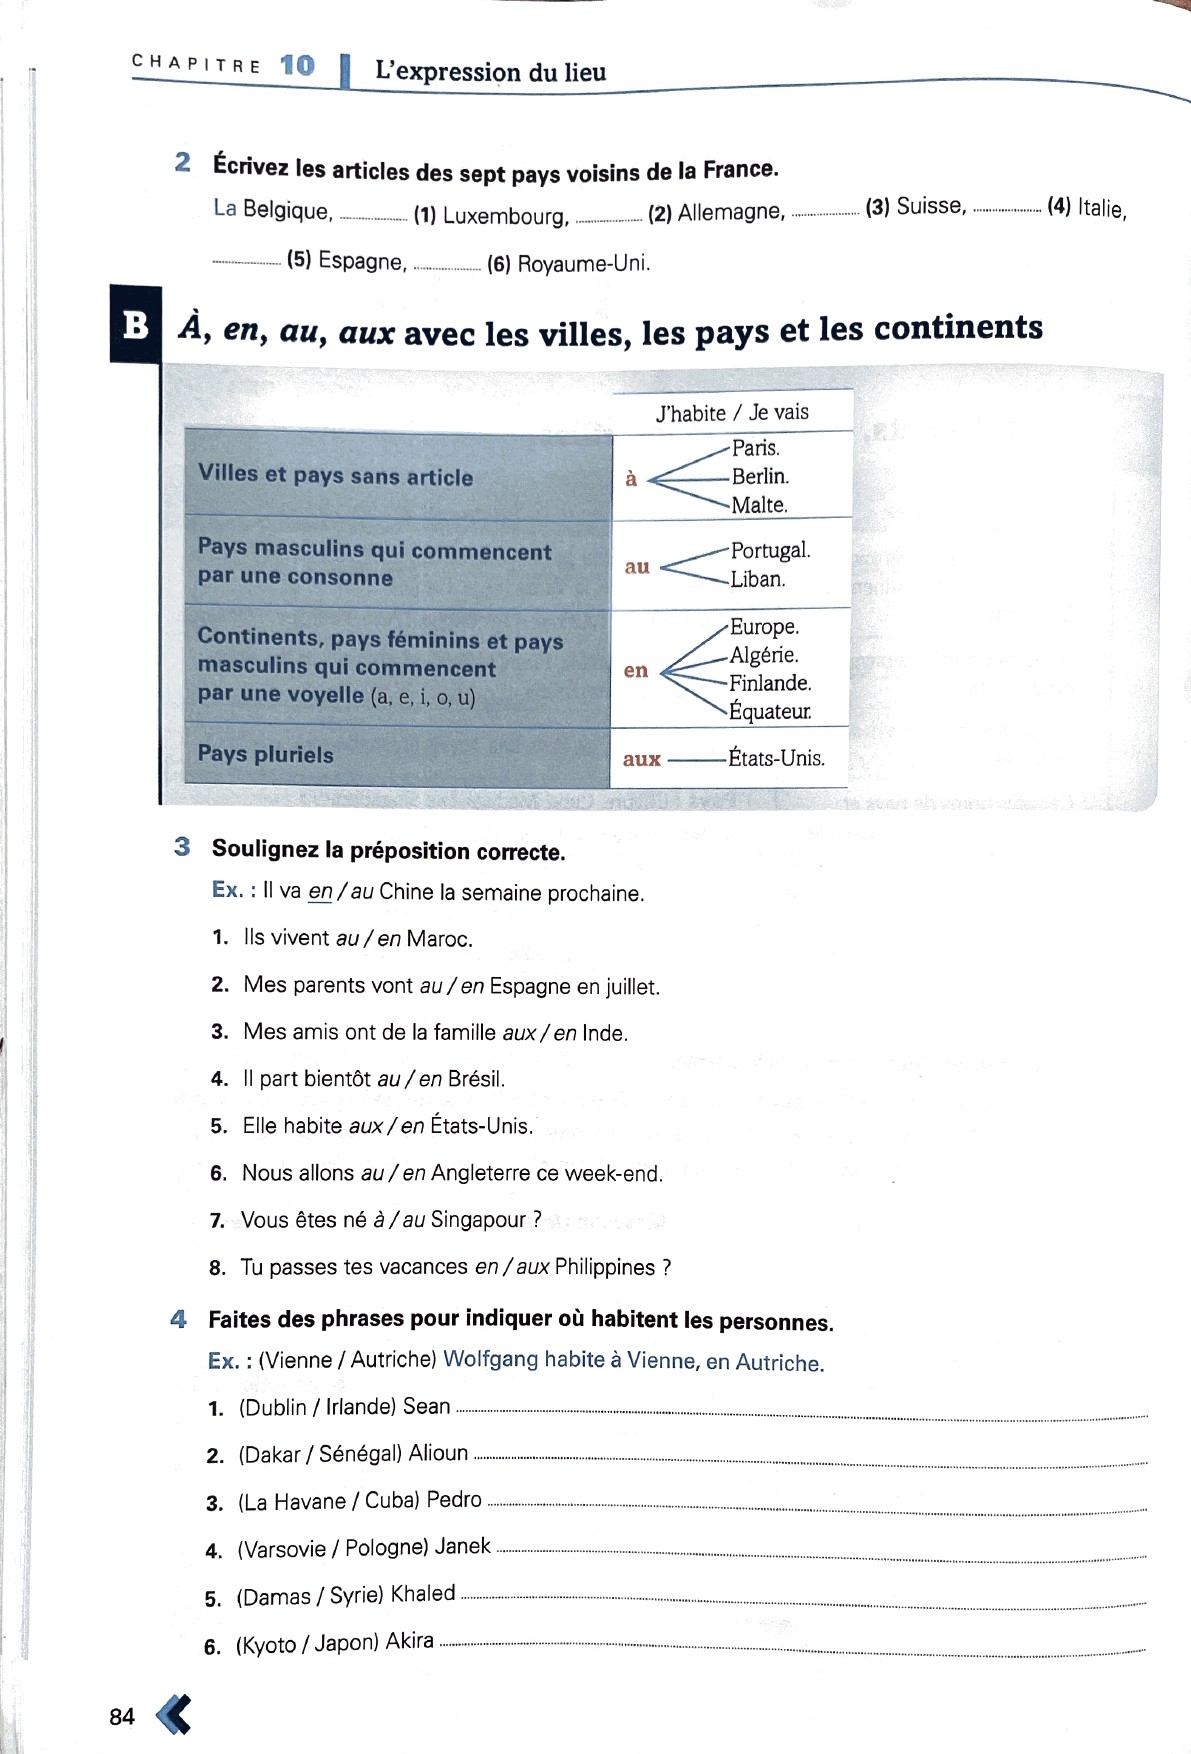 CHAPITRE 10 L'expression du lieu
2 Écrivez les articles des sept pays voisins de la France.
La Belgique, ................ (1) Luxembourg, ................ (2) Allemagne, ................ (3) Suisse, ................ (4) Italie,
................ (5) Espagne, ................ (6) Royaume-Uni.
B À, en, au, aux avec les villes, les pays et les continents
J'habite / Je vais
Villes et pays sans article
à
Paris.
Berlin.
Malte.
Pays masculins qui commencent
par une consonne
au
Portugal.
Liban.
Continents, pays féminins et pays
masculins qui commencent
par une voyelle (a, e, i, o, u)
en
Europe.
Algérie.
Finlande.
Équateur.
Pays pluriels
aux
États-Unis.
3 Soulignez la préposition correcte.
Ex. : Il va en / au Chine la semaine prochaine.
1. Ils vivent au / en Maroc.
2. Mes parents vont au / en Espagne en juillet.
3. Mes amis ont de la famille aux / en Inde.
4. Il part bientôt au / en Brésil.
5. Elle habite aux / en États-Unis.
6. Nous allons au / en Angleterre ce week-end.
7. Vous êtes né à / au Singapour ?
8. Tu passes tes vacances en / aux Philippines ?
4 Faites des phrases pour indiquer où habitent les personnes.
Ex. : (Vienne / Autriche) Wolfgang habite à Vienne, en Autriche.
1. (Dublin / Irlande) Sean ................
2. (Dakar / Sénégal) Alioun ................
3. (La Havane / Cuba) Pedro ................
4. (Varsovie / Pologne) Janek ................
5. (Damas / Syrie) Khaled ................
6. (Kyoto / Japon) Akira ................
84